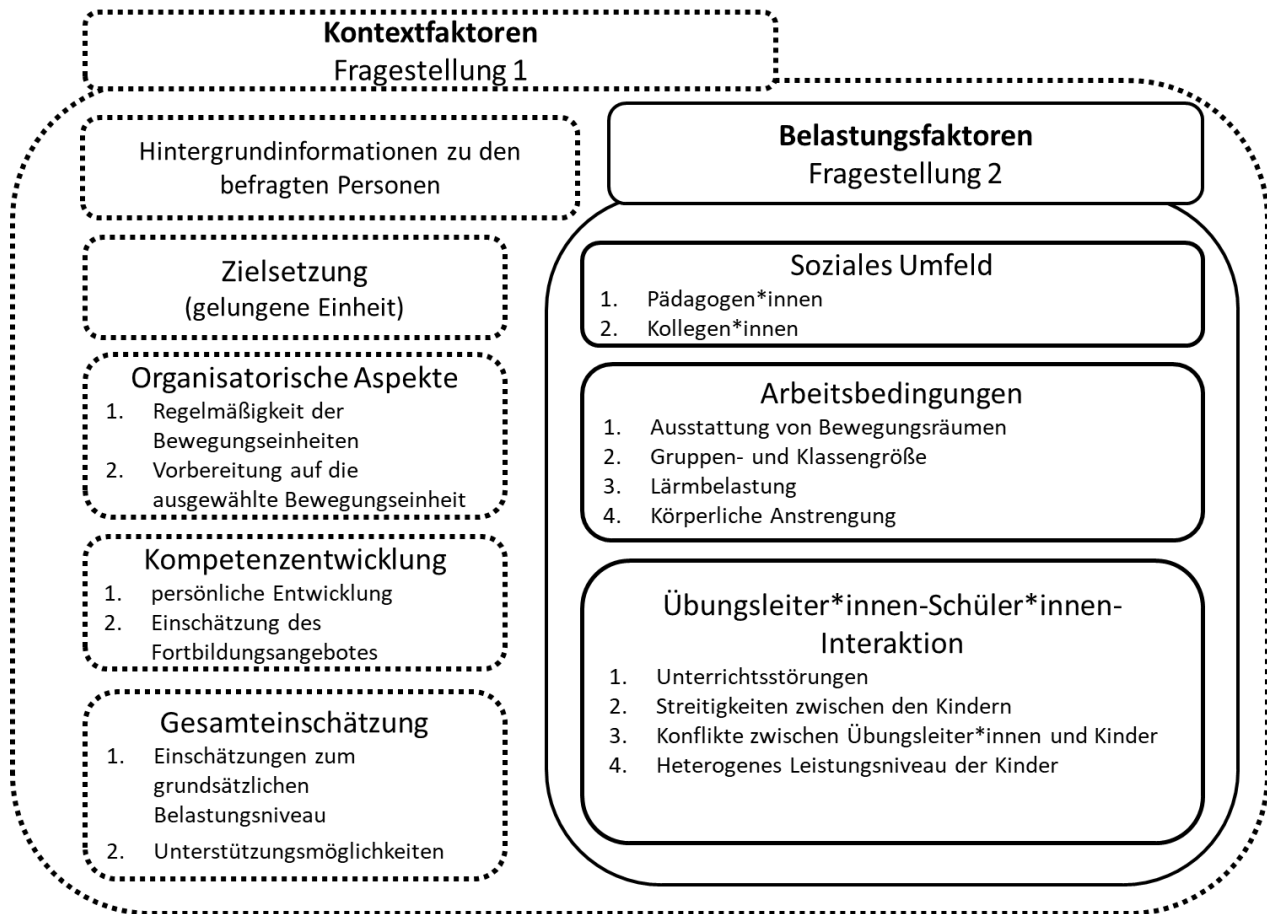 Kontextfaktoren
Fragestellung 1
Hintergrundinformationen zu den
befragten Personen
Zielsetzung
(gelungene Einheit)
Organisatorische Aspekte
1. Regelmäßigkeit der
Bewegungseinheiten
2. Vorbereitung auf die
ausgewählte Bewegungseinheit
Kompetenzentwicklung
1. persönliche Entwicklung
2. Einschätzung des
Fortbildungsangebotes
Gesamteinschätzung
1. Einschätzungen zum
grundsätzlichen
Belastungsniveau
2. Unterstützungsmöglichkeiten
Belastungsfaktoren
Fragestellung 2
Soziales Umfeld
1. Pädagogen*innen
2. Kollegen*innen
Arbeitsbedingungen
1. Ausstattung von Bewegungsräumen
2. Gruppen- und Klassengröße
3. Lärmbelastung
4. Körperliche Anstrengung
Übungsleiter*innen-Schüler*innen-
Interaktion
1. Unterrichtsstörungen
2. Streitigkeiten zwischen den Kindern
3. Konflikte zwischen Übungsleiter*innen und Kinder
4. Heterogenes Leistungsniveau der Kinder